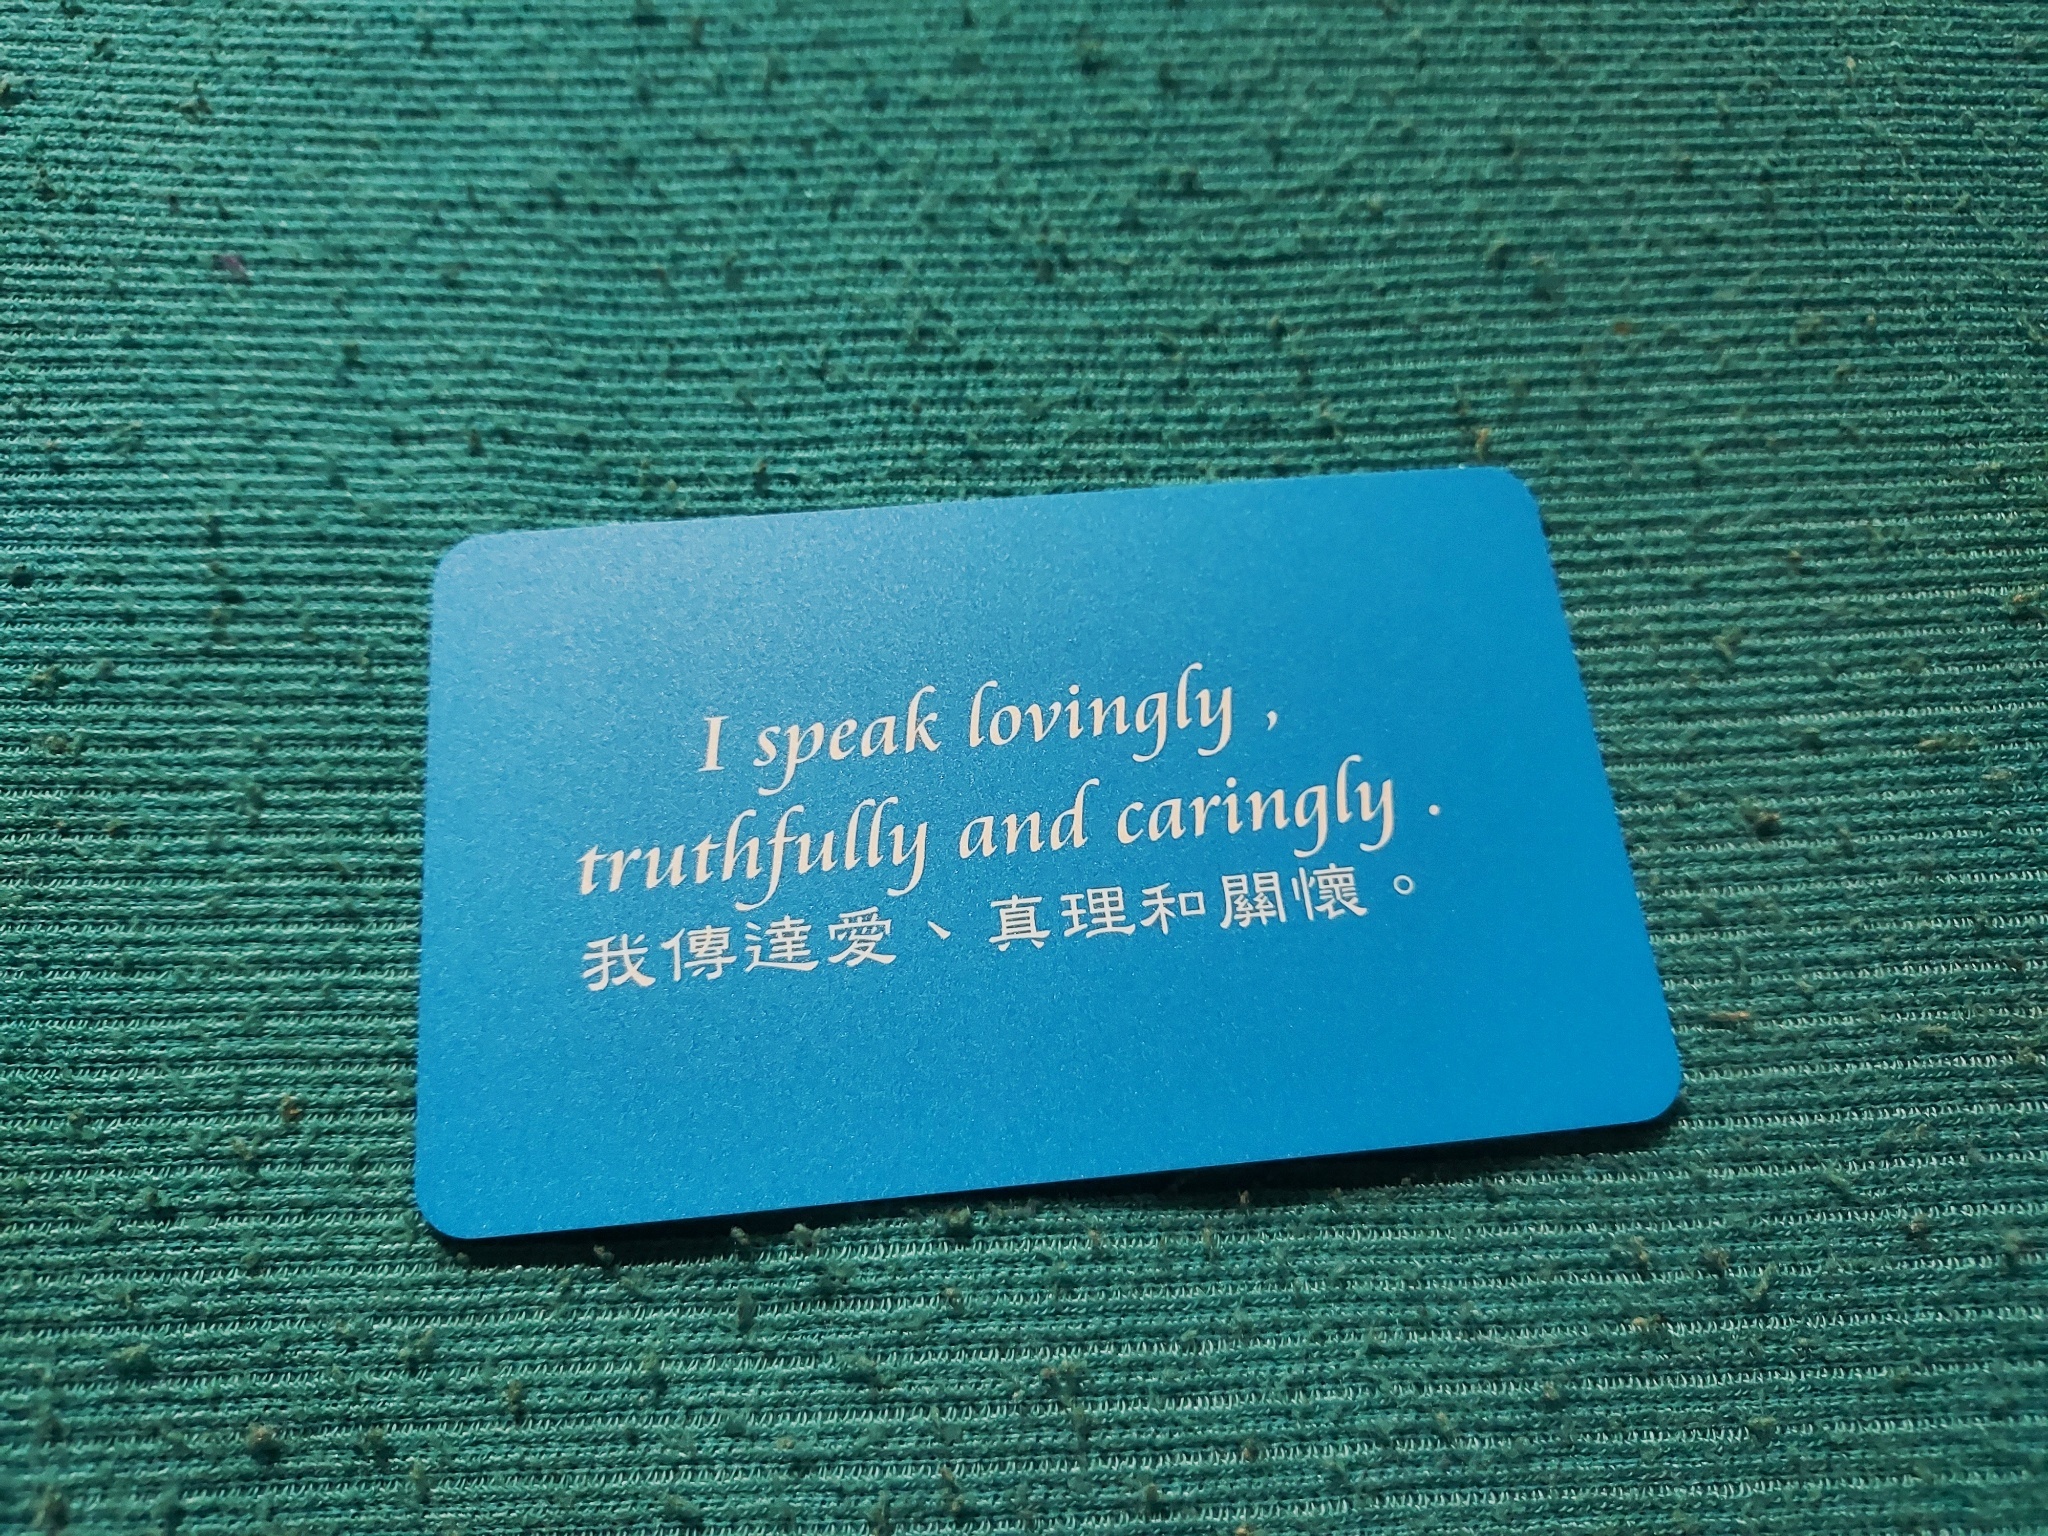 I speak lovingly ,
truthfully and caringly .
我傳達愛、真理和關懷。